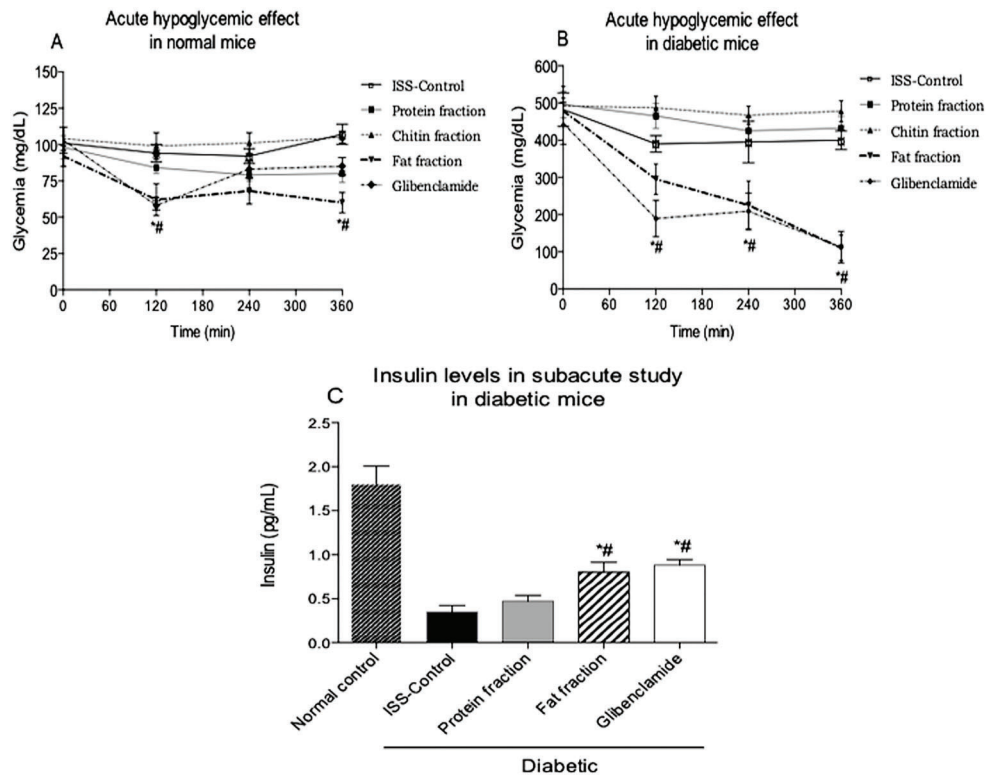 A
Acute hypoglycemic effect
in normal mice
Glycemia (mg/dL)
150
125
100
75
50
25
0
*#
*#
0 60 120 180 240 300 360
Time (min)
ISS-Control
Protein fraction
Chitin fraction
Fat fraction
Glibenclamide
B
Acute hypoglycemic effect
in diabetic mice
Glycemia (mg/dL)
600
500
400
300
200
100
0
*#
*#
*#
0 60 120 180 240 300 360
Time (min)
ISS-Control
Protein fraction
Chitin fraction
Fat fraction
Glibenclamide
C
Insulin levels in subacute study
in diabetic mice
Insulin (pg/mL)
2.5
2.0
1.5
1.0
0.5
0.0
*#
*#
Normal control
ISS-Control
Protein fraction
Fat fraction
Glibenclamide
Diabetic